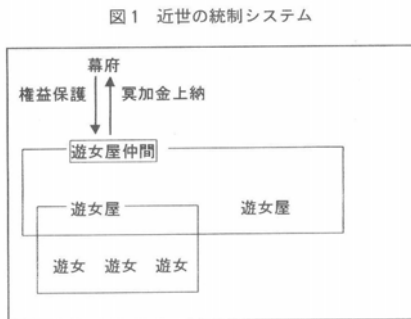 図1 近世の統制システム
幕府
権益保護 冥加金上納
遊女屋仲間
遊女屋 遊女屋
遊女 遊女 遊女